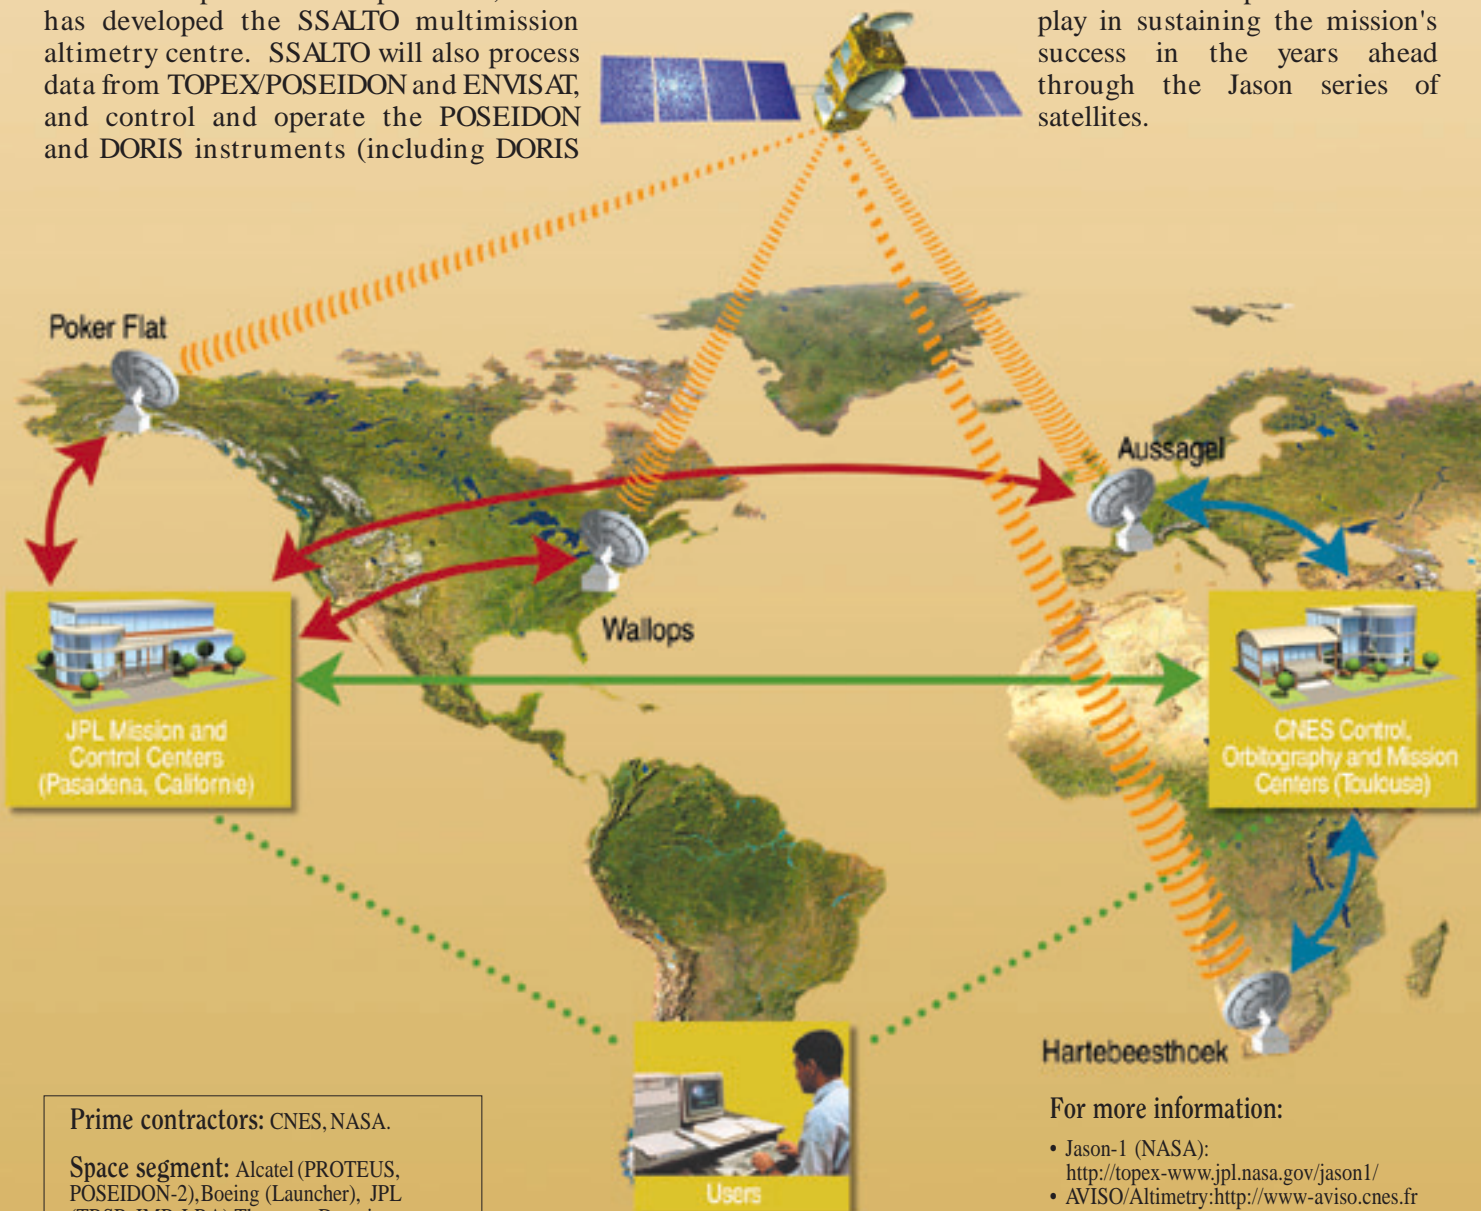 has developed the SSALTO multimission
altimetry centre. SSALTO will also process
data from TOPEX/POSEIDON and ENVISAT,
and control and operate the POSEIDON
and DORIS instruments (including DORIS
play in sustaining the mission's
success in the years ahead
through the Jason series of
satellites.
Poker Flat
Aussagel
Wallops
JPL Mission and
Control Centers
(Pasadena, Californie)
CNES Control,
Orbitography and Mission
Centers (Toulouse)
Hartebeesthoek
Users
Prime contractors: CNES, NASA.
Space segment: Alcatel (PROTEUS,
POSEIDON-2), Boeing (Launcher), JPL
For more information:
• Jason-1 (NASA):
http://topex-www.jpl.nasa.gov/jason1/
• AVISO/Altimetry:http://www-aviso.cnes.fr